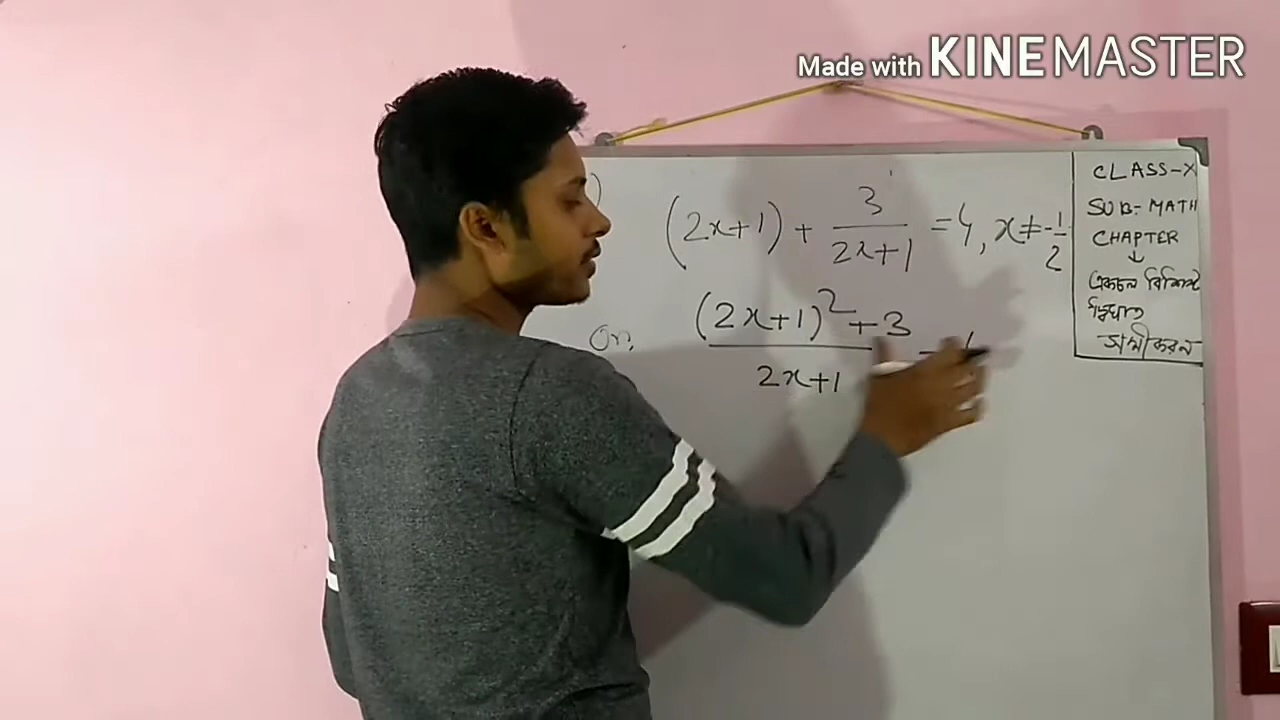 Made with KINEMASTER
)
(2x+1) + 3/(2x+1) = 4, x ≠ -1/2
Or, ((2x+1)² + 3)/(2x+1) =
CLASS-X
SUB- MATH
CHAPTER
↓
একচল বিশিষ্ট
দ্বিঘাত
সমীকরন